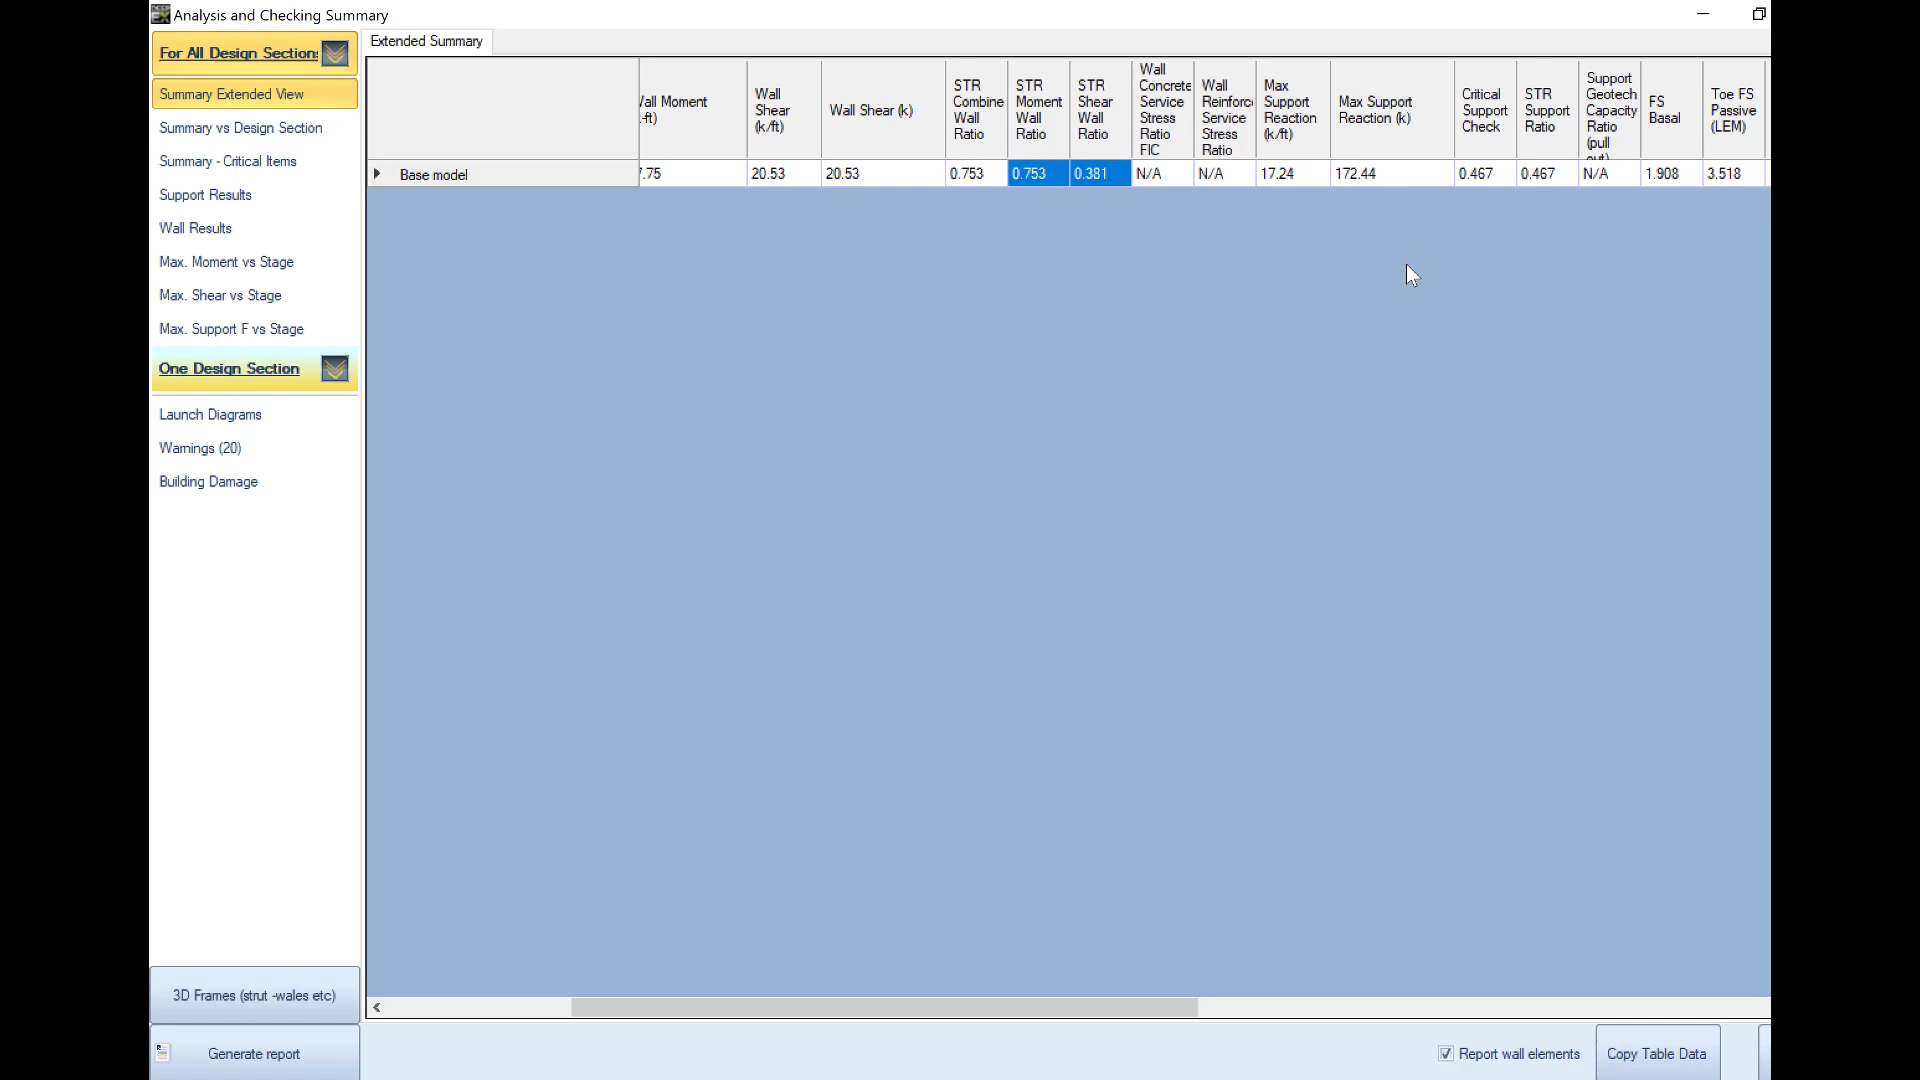 Analysis and Checking Summary
For All Design Section
Summary Extended View
Summary vs Design Section
Summary - Critical Items
Support Results
Wall Results
Max. Moment vs Stage
Max. Shear vs Stage
Max. Support F vs Stage
One Design Section
Launch Diagrams
Warnings (20)
Building Damage
3D Frames (strut -wales etc)
Generate report
Extended Summary
Wall Moment
-ft)
Wall
Shear
(k/ft)
Wall Shear (k)
STR
Combine
Wall
Ratio
STR
Moment
Wall
Ratio
STR
Shear
Wall
Ratio
Wall
Concrete
Service
Stress
Ratio
FIC
Wall
Reinforc
Service
Stress
Ratio
Max
Support
Reaction
(k/ft)
Max Support
Reaction (k)
Critical
Support
Check
STR
Support
Ratio
Support
Geotech
Capacity
Ratio
(pull
out)
FS
Basal
Toe FS
Passive
(LEM)
Base model 7.75 20.53 20.53 0.753 0.753 0.381 N/A N/A 17.24 172.44 0.467 0.467 N/A 1.908 3.518
Report wall elements
Copy Table Data